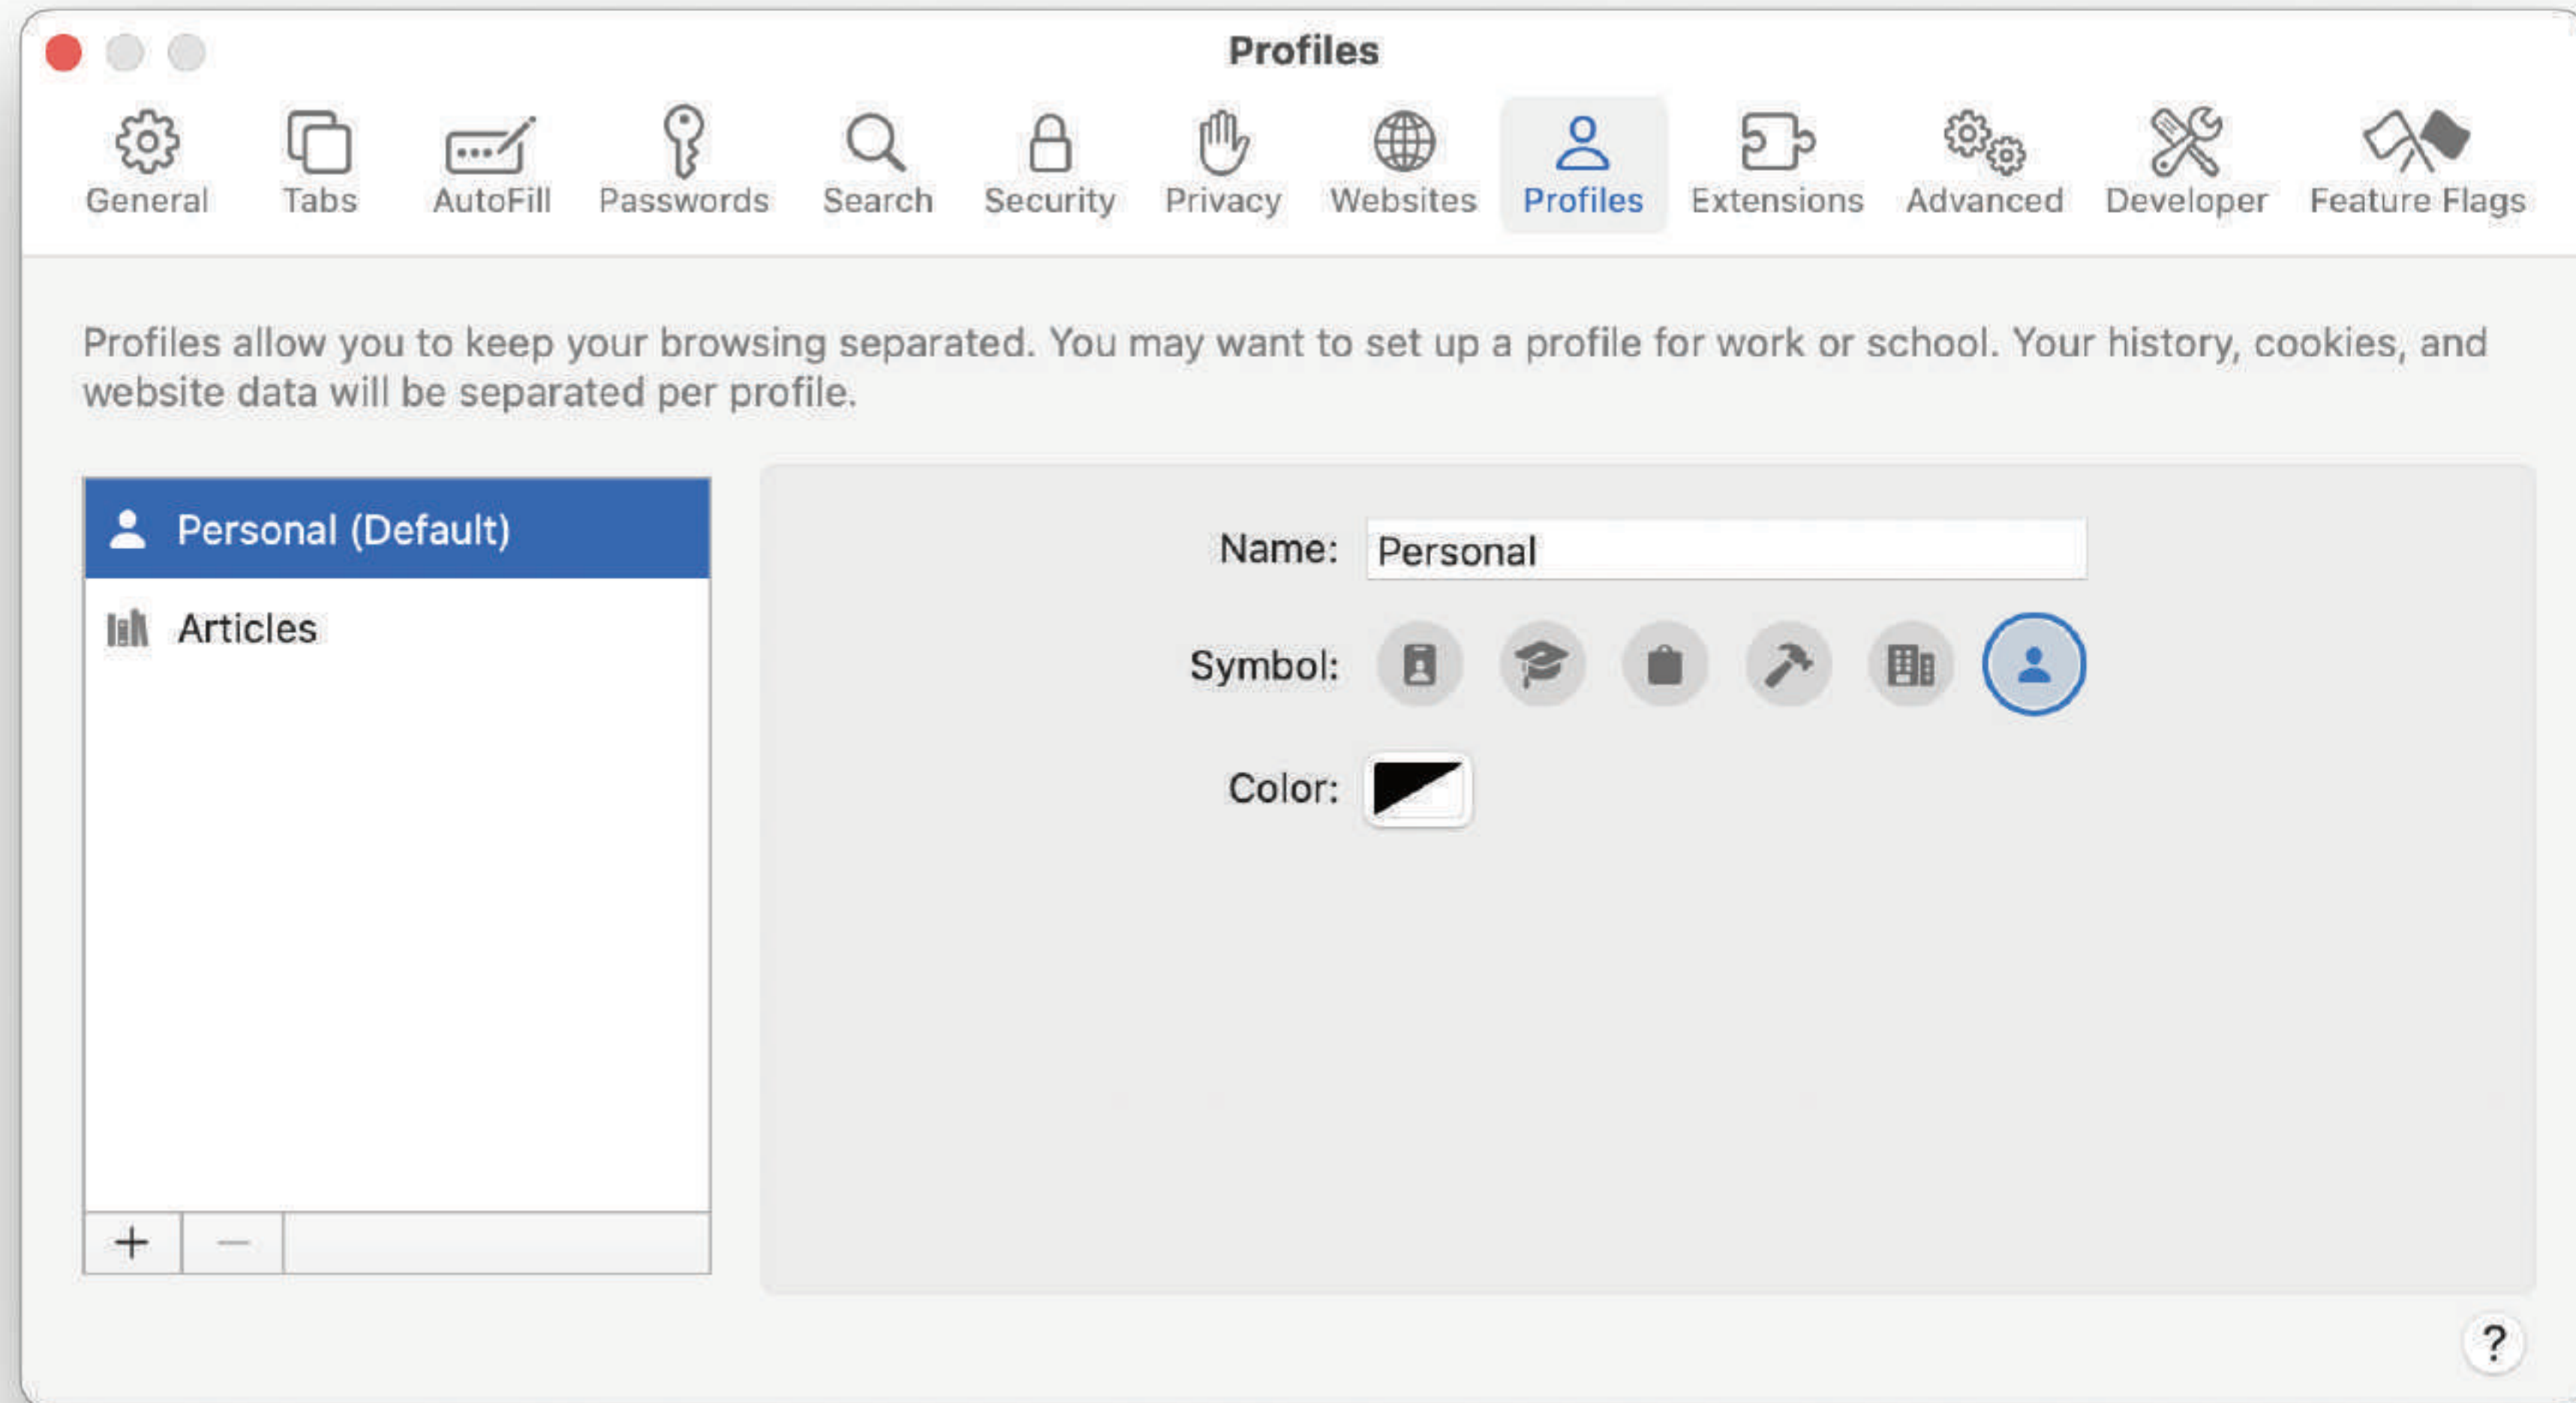 Profiles
General
Tabs
AutoFill
Passwords
Search
Security
Privacy
Websites
Profiles
Extensions
Advanced
Developer
Feature Flags
Profiles allow you to keep your browsing separated. You may want to set up a profile for work or school. Your history, cookies, and
website data will be separated per profile.
Personal (Default)
Articles
Name: Personal
Symbol:
Color:
+ −
?